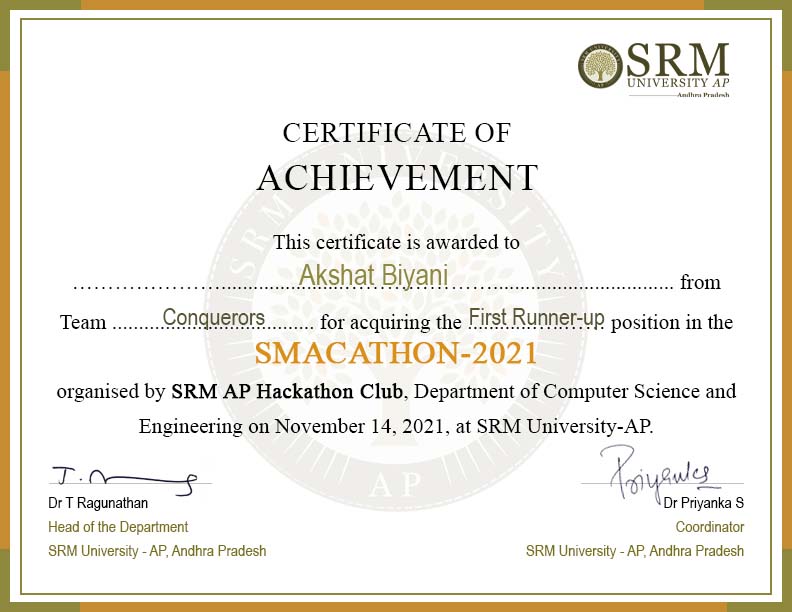 SRM
UNIVERSITY AP
Andhra Pradesh
CERTIFICATE OF
ACHIEVEMENT
This certificate is awarded to
Akshat Biyani
from
Team Conquerors for acquiring the First Runner-up position in the
SMACATHON-2021
organised by SRM AP Hackathon Club, Department of Computer Science and
Engineering on November 14, 2021, at SRM University-AP.
Priyanka
Dr T Ragunathan
Dr Priyanka S
Head of the Department
Coordinator
SRM University - AP, Andhra Pradesh
SRM University - AP, Andhra Pradesh
SRM UNIVERSITY
AP